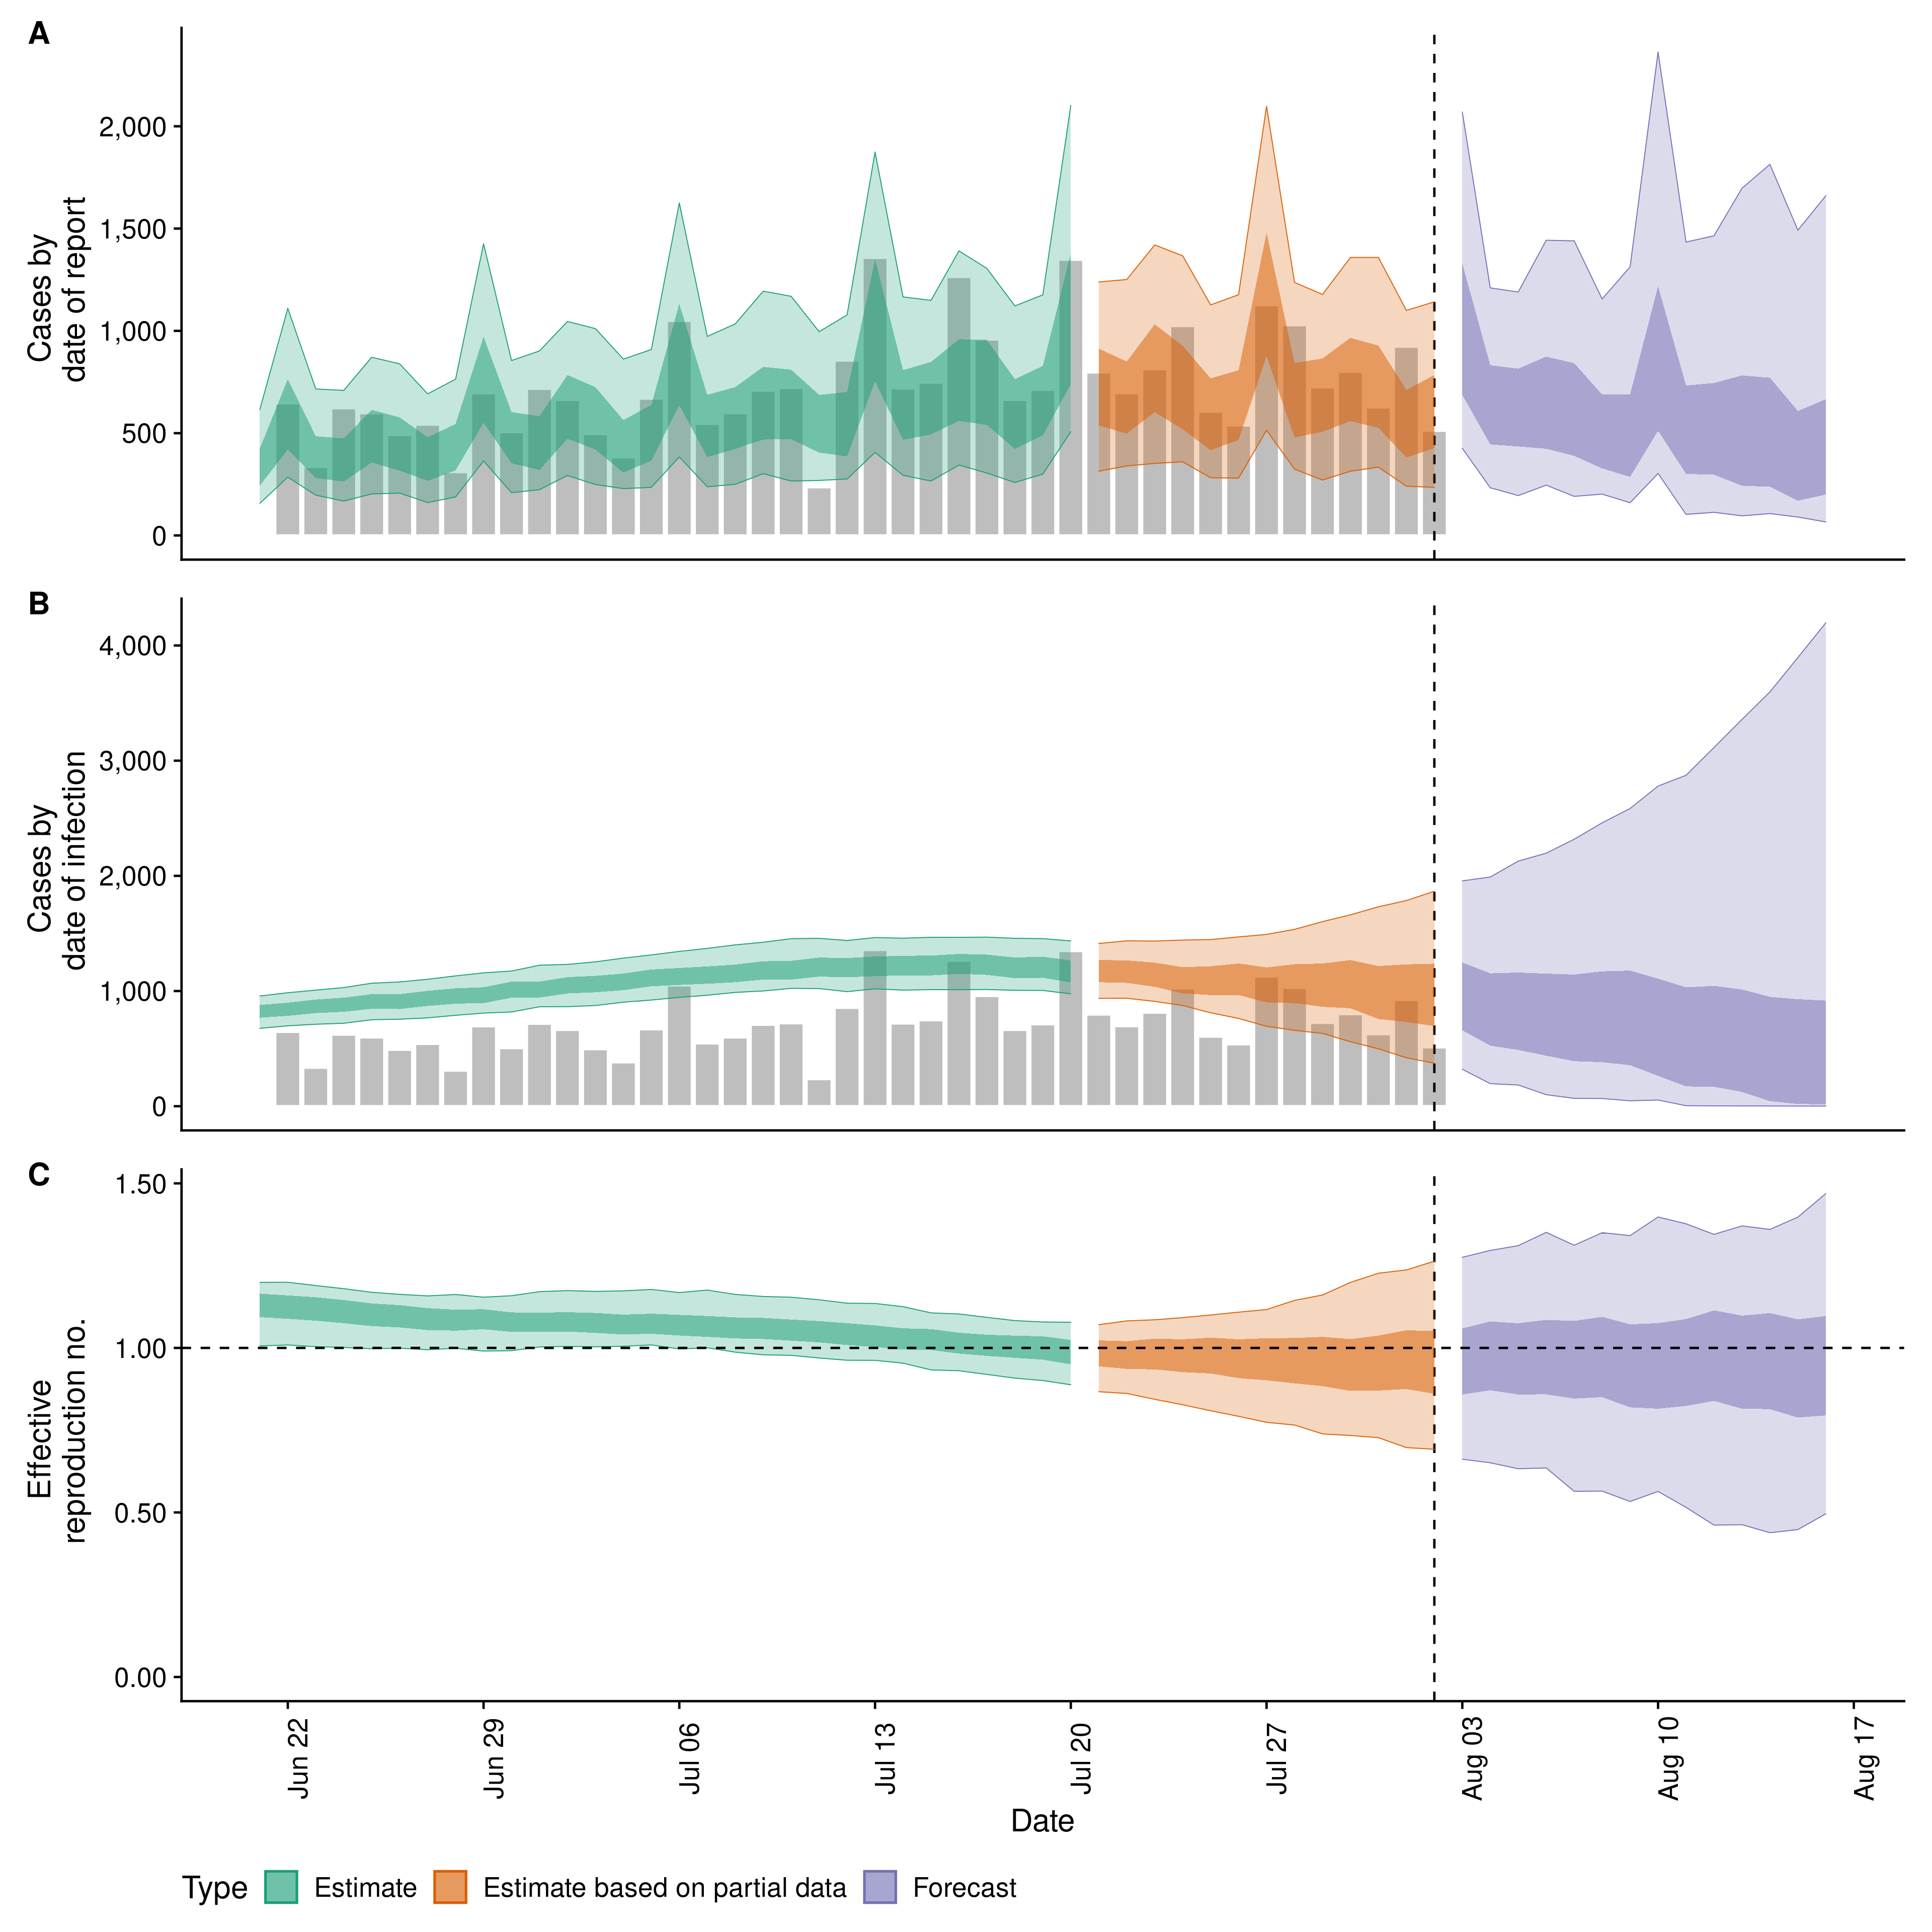 A
Cases by
date of report
2,000
1,500
1,000
500
0
B
Cases by
date of infection
4,000
3,000
2,000
1,000
0
C
Effective
reproduction no.
1.50
1.00
0.50
0.00
Jun 22
Jun 29
Jul 06
Jul 13
Jul 20
Jul 27
Aug 03
Aug 10
Aug 17
Date
Type Estimate Estimate based on partial data Forecast